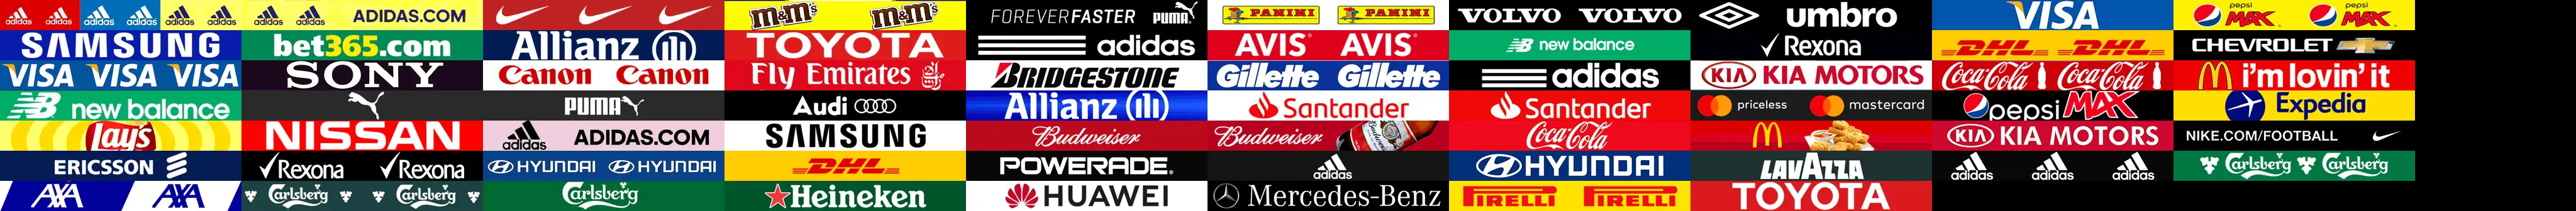 adidas adidas adidas adidas adidas adidas adidas adidas adidas ADIDAS.COM m&m's m&m's FOREVER FASTER PUMA PANINI PANINI VOLVO VOLVO umbro VISA pepsi MAX pepsi MAX
SAMSUNG bet365.com Allianz TOYOTA adidas AVIS AVIS new balance Rexona DHL DHL CHEVROLET
VISA VISA VISA SONY Canon Canon Fly Emirates BRIDGESTONE Gillette Gillette adidas KIA KIA MOTORS Coca-Cola Coca-Cola i'm lovin' it
new balance PUMA Audi Allianz Santander Santander priceless mastercard pepsi MAX Expedia
Lay's NISSAN adidas ADIDAS.COM SAMSUNG Budweiser Budweiser Coca-Cola KIA KIA MOTORS NIKE.COM/FOOTBALL
ERICSSON Rexona Rexona HYUNDAI HYUNDAI DHL POWERADE adidas HYUNDAI LAVAZZA adidas adidas adidas Carlsberg Carlsberg
AXA AXA Carlsberg Carlsberg Carlsberg Heineken HUAWEI Mercedes-Benz PIRELLI PIRELLI TOYOTA